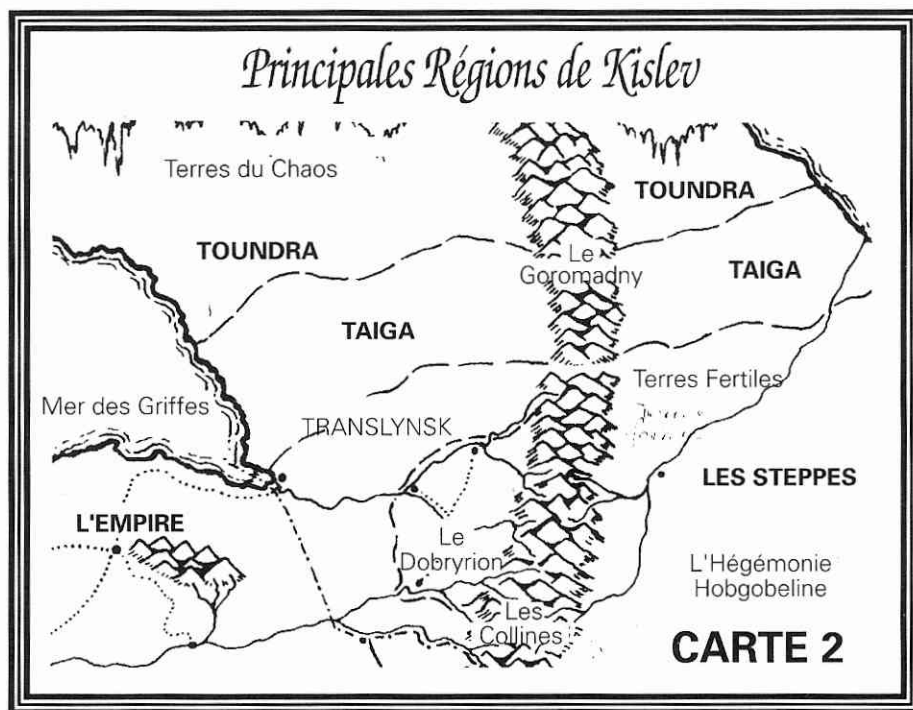 Principales Régions de Kislev
Terres du Chaos
TOUNDRA
TOUNDRA
Le
Goromadny
TAIGA
TAIGA
Mer des Griffes
TRANSLYNSK
Terres Fertiles
LES STEPPES
L'EMPIRE
Le
Dobryrion
L'Hégémonie
Hobgobeline
Les
Collines
CARTE 2